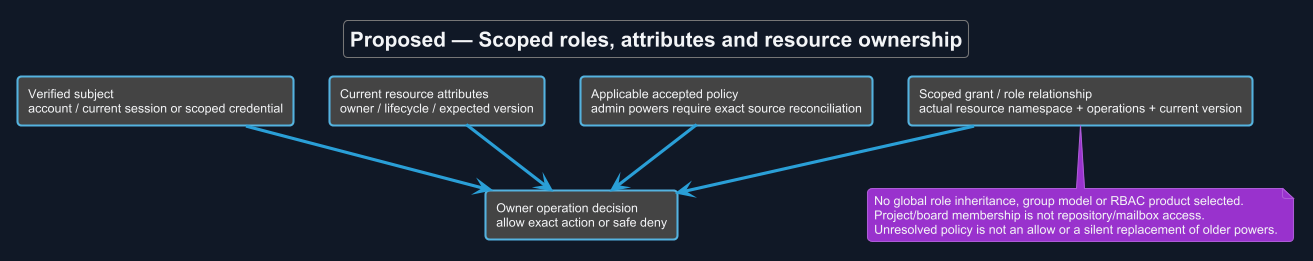 Proposed — Scoped roles, attributes and resource ownership
Verified subject
account / current session or scoped credential
Current resource attributes
owner / lifecycle / expected version
Applicable accepted policy
admin powers require exact source reconciliation
Scoped grant / role relationship
actual resource namespace + operations + current version
Owner operation decision
allow exact action or safe deny
No global role inheritance, group model or RBAC product selected.
Project/board membership is not repository/mailbox access.
Unresolved policy is not an allow or a silent replacement of older powers.